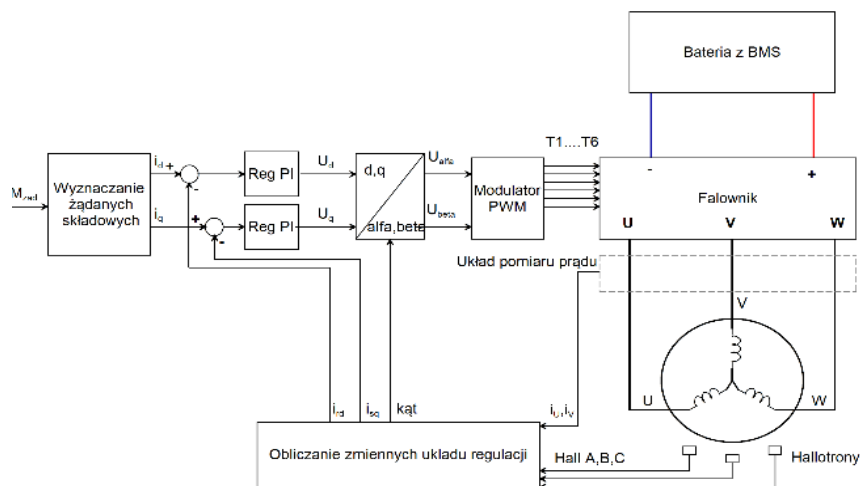 Bateria z BMS
T1....T6
- +
Falownik
U V W
M_zad
Wyznaczanie
żądanych
składowych
i_d + -
i_q + -
Reg PI
Reg PI
U_d
U_q
d,q
alfa,beta
U_alfa
U_beta
Modulator
PWM
Układ pomiaru prądu
V
U
W
i_rd
i_sq
kąt
i_U,i_V
Obliczanie zmiennych układu regulacji
Hall A,B,C
Hallotrony